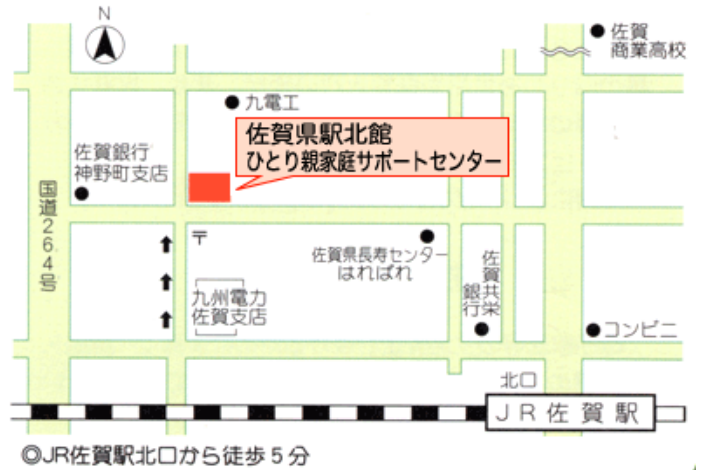 N
佐賀
商業高校
九電工
佐賀県駅北館
ひとり親家庭サポートセンター
佐賀銀行
神野町支店
国道264号
〒
佐賀県長寿センター
はればれ
佐賀共栄
銀行
九州電力
佐賀支店
コンビニ
北口
JR佐賀駅
◎JR佐賀駅北口から徒歩5分